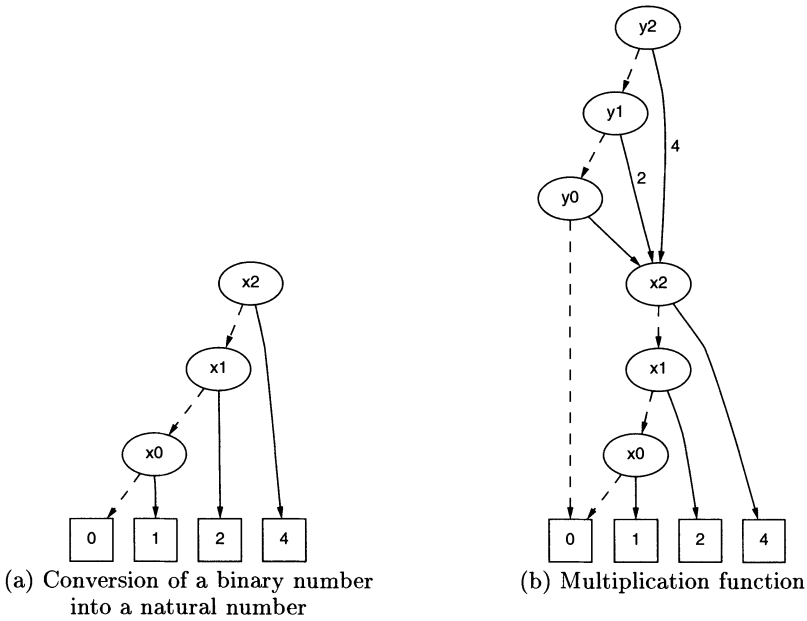 y2
y1
4
2
y0
x2
x2
x1
x1
x0
x0
0
1
2
4
0
1
2
4
(a) Conversion of a binary number
into a natural number
(b) Multiplication function